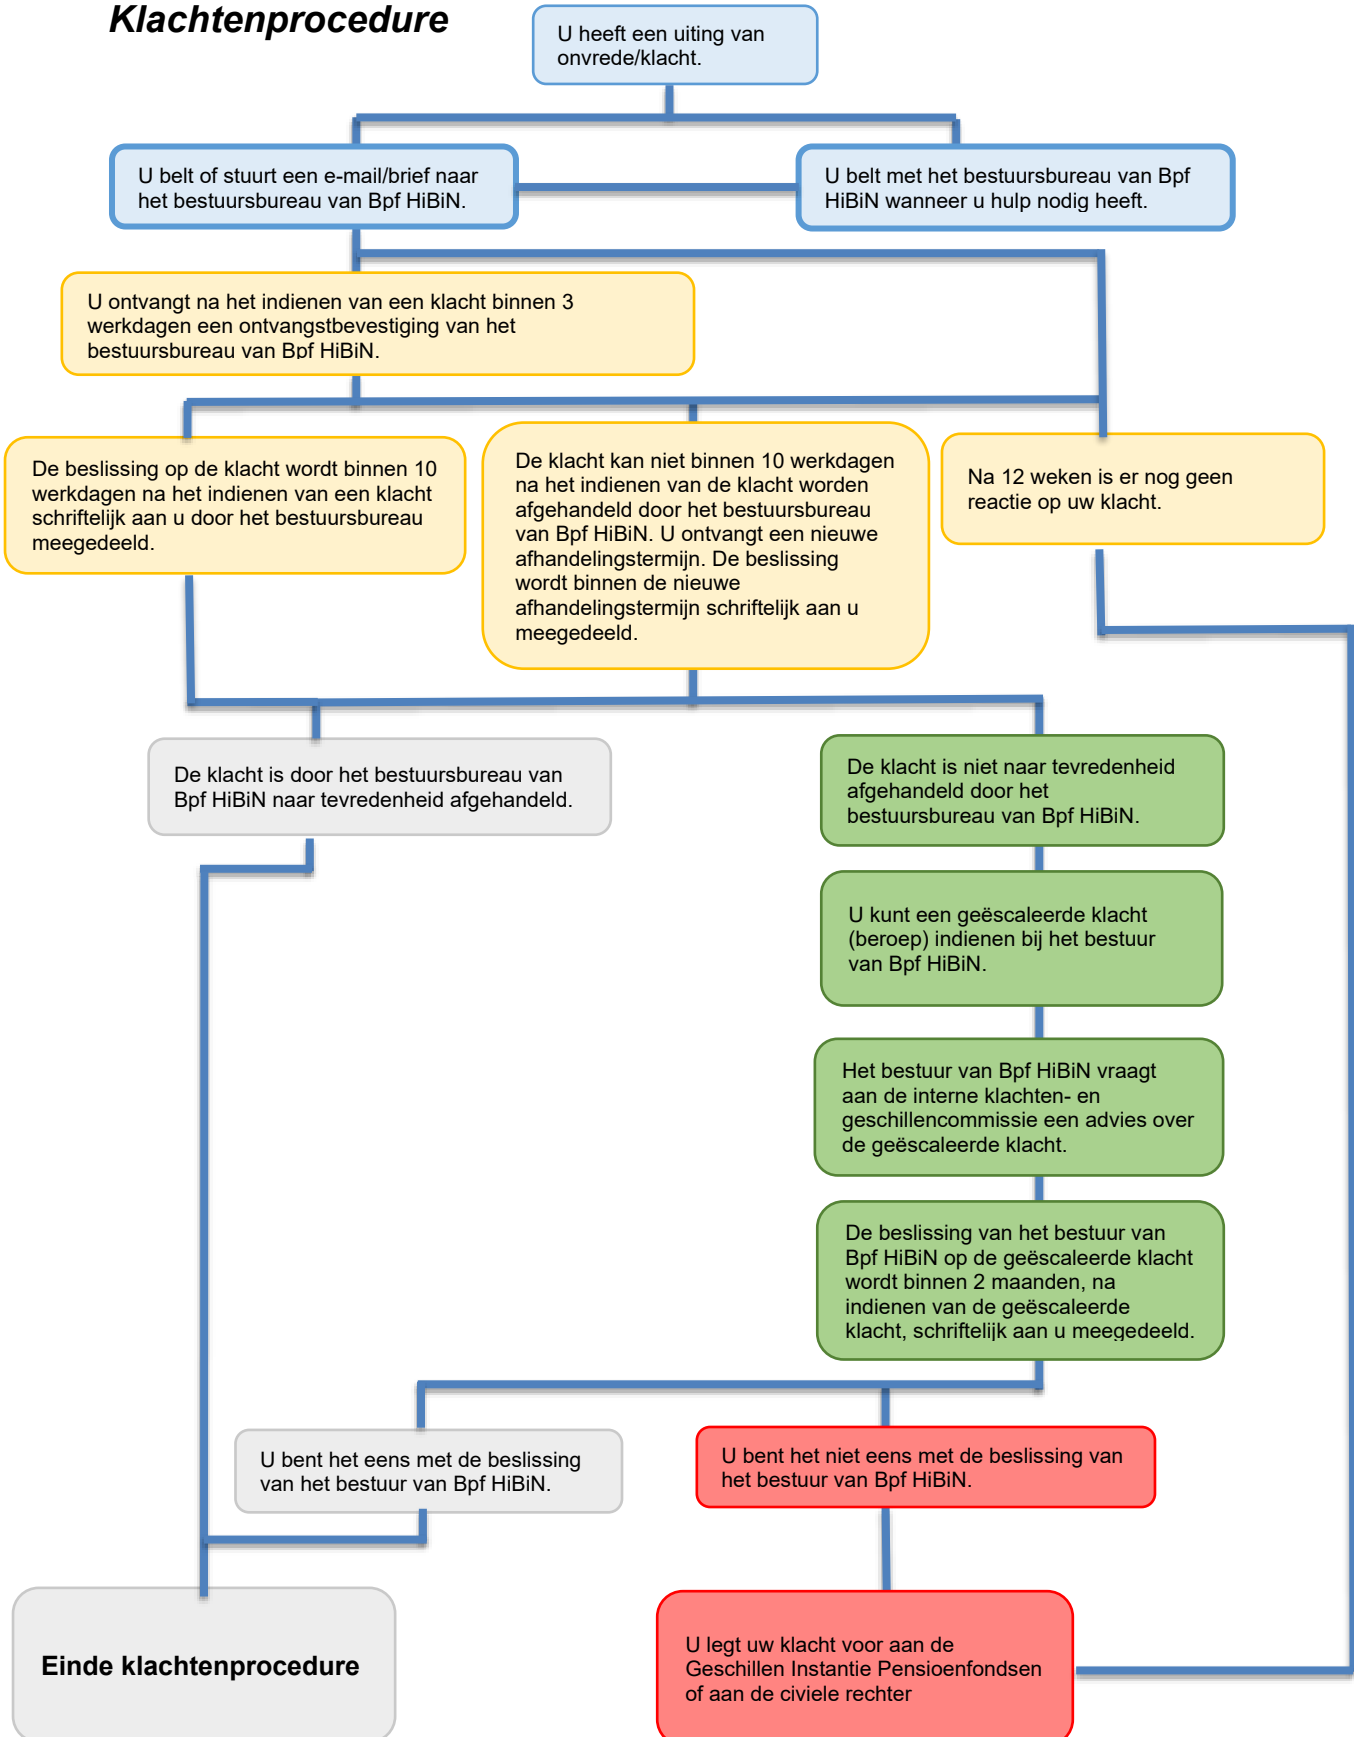 Klachtenprocedure
U heeft een uiting van
onvrede/klacht.
U belt of stuurt een e-mail/brief naar
het bestuursbureau van Bpf HiBiN.
U belt met het bestuursbureau van Bpf
HiBiN wanneer u hulp nodig heeft.
U ontvangt na het indienen van een klacht binnen 3
werkdagen een ontvangstbevestiging van het
bestuursbureau van Bpf HiBiN.
De beslissing op de klacht wordt binnen 10
werkdagen na het indienen van een klacht
schriftelijk aan u door het bestuursbureau
meegedeeld.
De klacht kan niet binnen 10 werkdagen
na het indienen van de klacht worden
afgehandeld door het bestuursbureau
van Bpf HiBiN. U ontvangt een nieuwe
afhandelingstermijn. De beslissing
wordt binnen de nieuwe
afhandelingstermijn schriftelijk aan u
meegedeeld.
Na 12 weken is er nog geen
reactie op uw klacht.
De klacht is door het bestuursbureau van
Bpf HiBiN naar tevredenheid afgehandeld.
De klacht is niet naar tevredenheid
afgehandeld door het
bestuursbureau van Bpf HiBiN.
U kunt een geëscaleerde klacht
(beroep) indienen bij het bestuur
van Bpf HiBiN.
Het bestuur van Bpf HiBiN vraagt
aan de interne klachten- en
geschillencommissie een advies over
de geëscaleerde klacht.
De beslissing van het bestuur van
Bpf HiBiN op de geëscaleerde klacht
wordt binnen 2 maanden, na
indienen van de geëscaleerde
klacht, schriftelijk aan u meegedeeld.
U bent het eens met de beslissing
van het bestuur van Bpf HiBiN.
U bent het niet eens met de beslissing van
het bestuur van Bpf HiBiN.
Einde klachtenprocedure
U legt uw klacht voor aan de
Geschillen Instantie Pensioenfondsen
of aan de civiele rechter